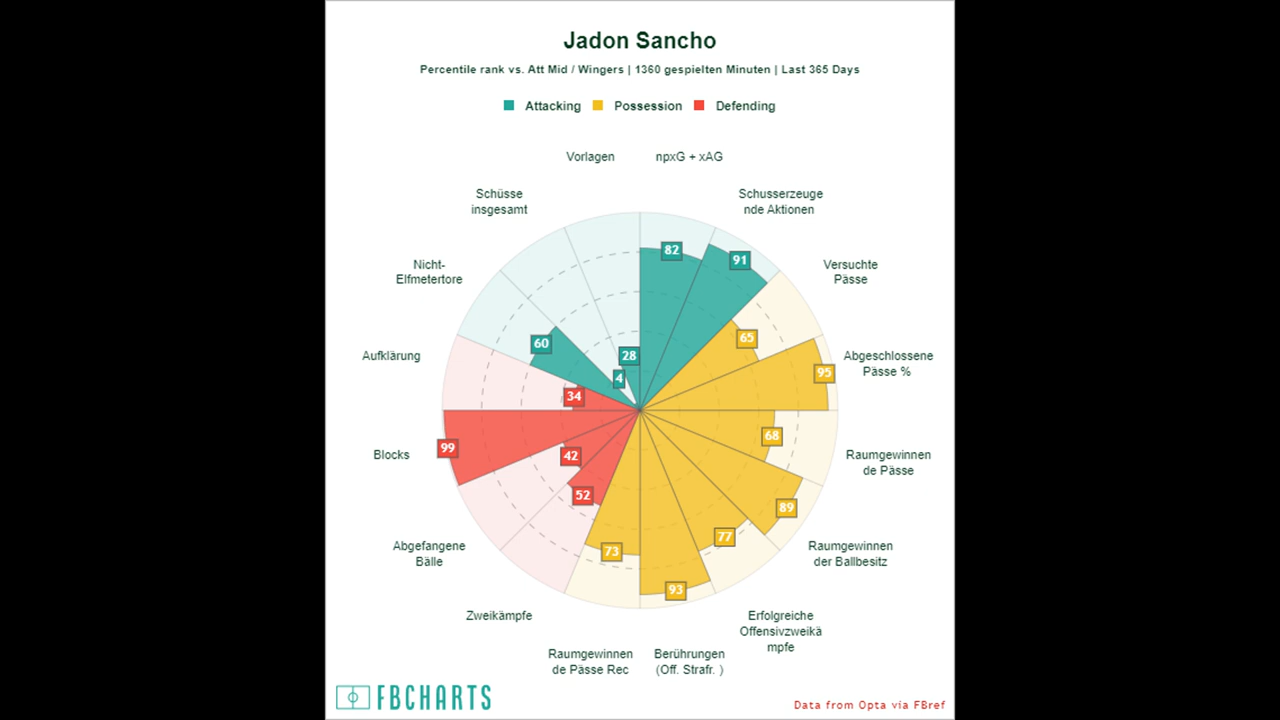 Jadon Sancho
Percentile rank vs. Att Mid / Wingers | 1360 gespielten Minuten | Last 365 Days
Attacking Possession Defending
Vorlagen
npxG + xAG
Schüsse
insgesamt
Schusserzeuge
nde Aktionen
Nicht-
Elfmetertore
Versuchte
Pässe
Aufklärung
Abgeschlossene
Pässe %
Blocks
Raumgewinnen
de Pässe
Abgefangene
Bälle
Raumgewinnen
der Ballbesitz
Zweikämpfe
Erfolgreiche
Offensivzweikä
mpfe
Raumgewinnen
de Pässe Rec
Berührungen
(Off. Strafr. )
82
91
65
95
68
89
77
93
73
52
42
99
34
60
4
28
FBCHARTS
Data from Opta via FBref